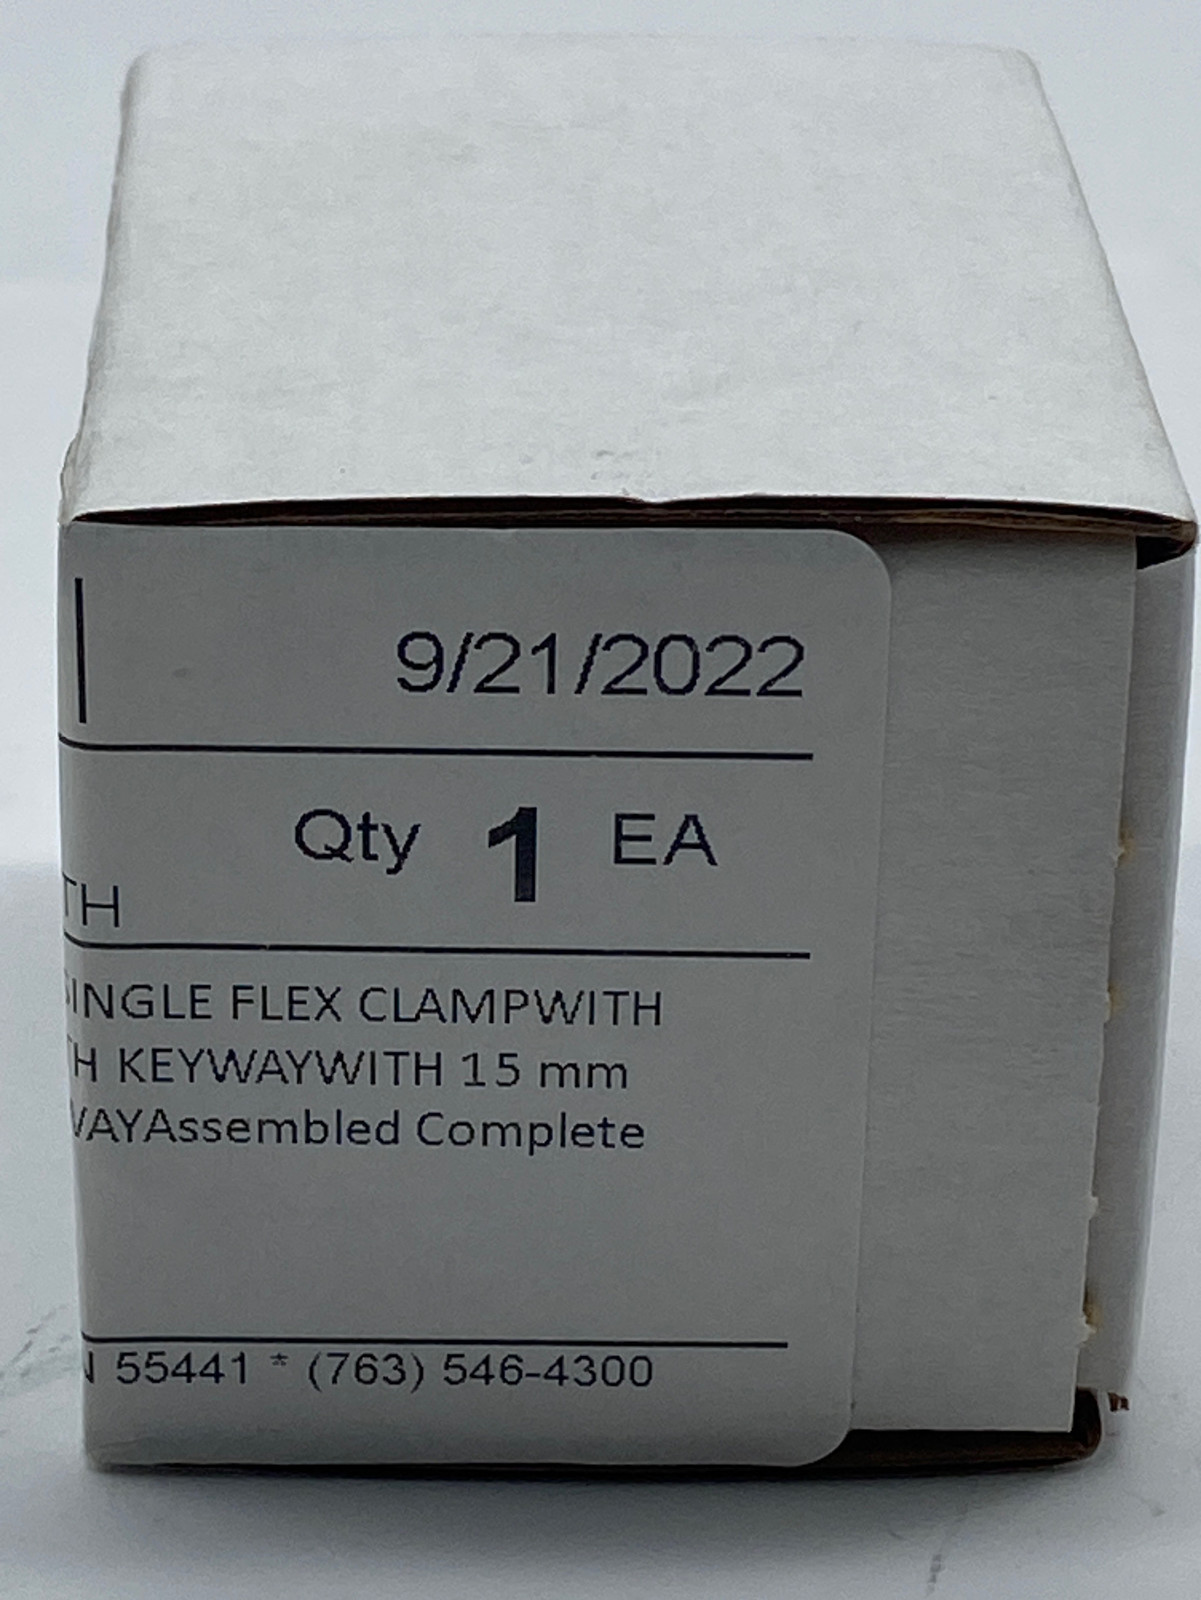 9/21/2022
Qty 1 EA
TH
SINGLE FLEX CLAMPWITH
TH KEYWAYWITH 15 mm
WAYAssembled Complete
N 55441 * (763) 546-4300